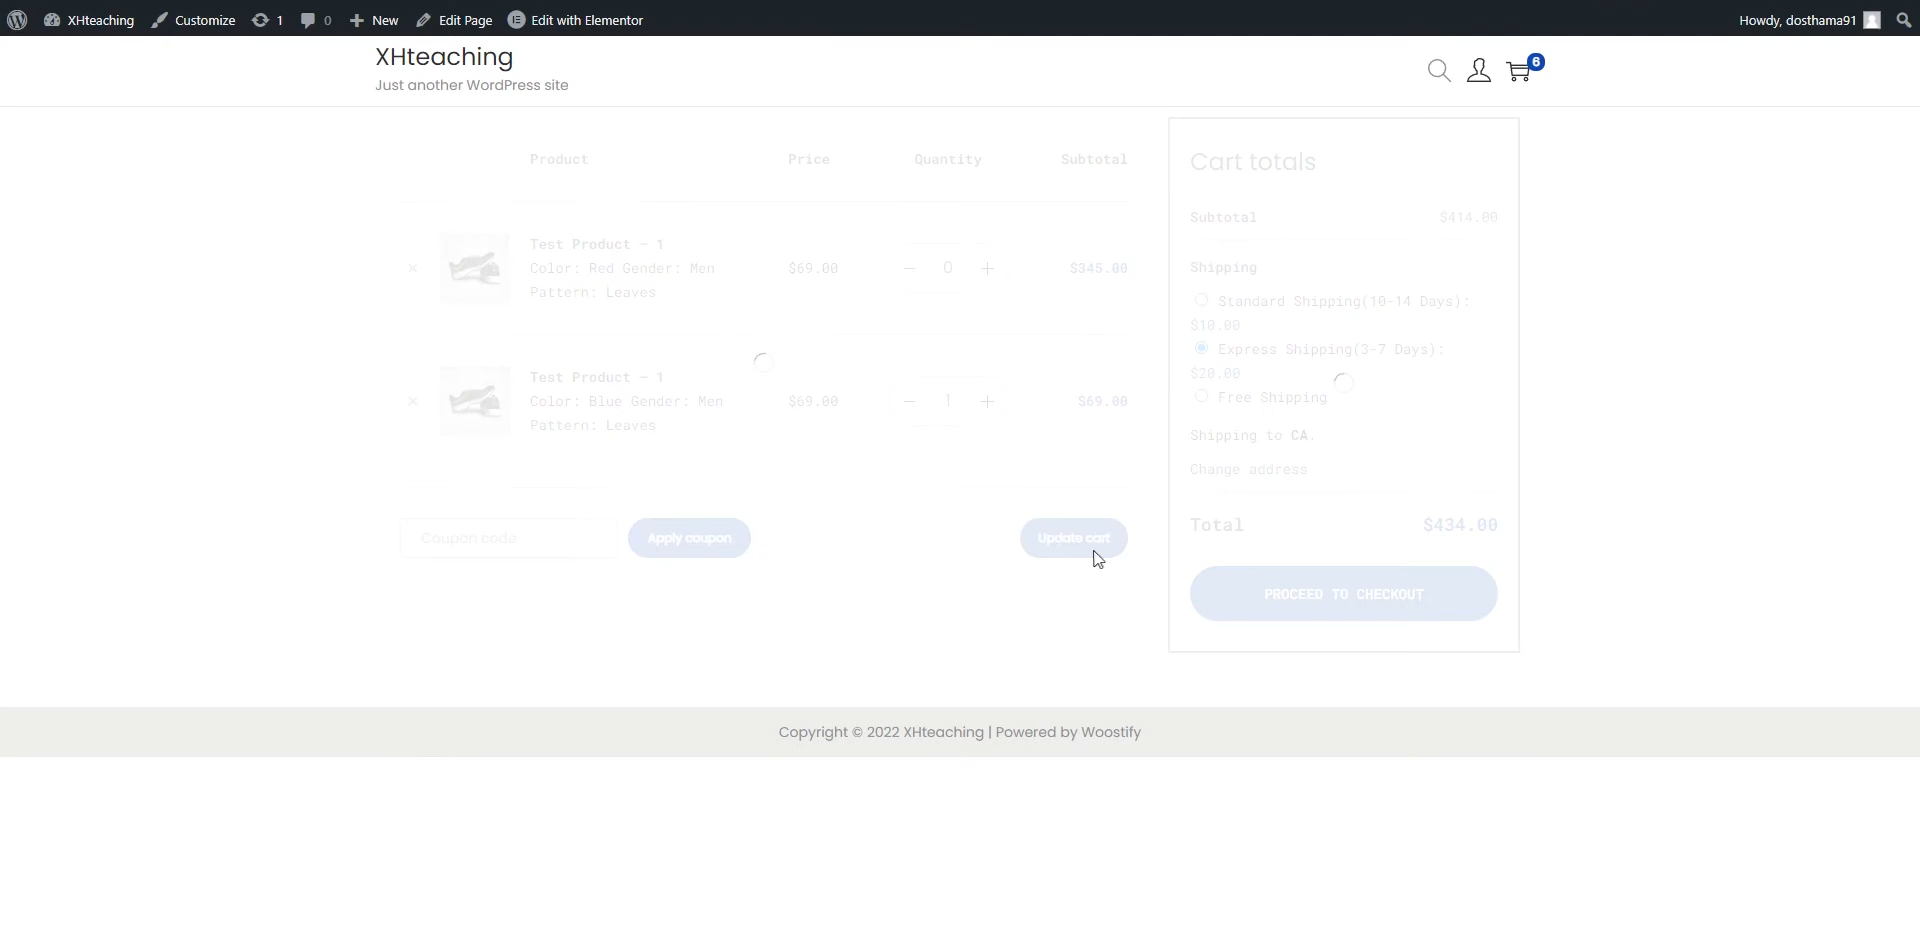 XHteaching Customize 1 0 New Edit Page Edit with Elementor Howdy, dosthama91
XHteaching
Just another WordPress site
6
Product Price Quantity Subtotal
Test Product – 1
Color: Red Gender: Men
Pattern: Leaves
× $69.00 − 0 + $345.00
Test Product – 1
Color: Blue Gender: Men
Pattern: Leaves
× $69.00 − 1 + $69.00
Coupon code Apply coupon Update cart
Cart totals
Subtotal $414.00
Shipping
Standard Shipping(10-14 Days):
$10.00
Express Shipping(3-7 Days):
$20.00
Free Shipping
Shipping to CA.
Change address
Total $434.00
PROCEED TO CHECKOUT
Copyright © 2022 XHteaching | Powered by Woostify